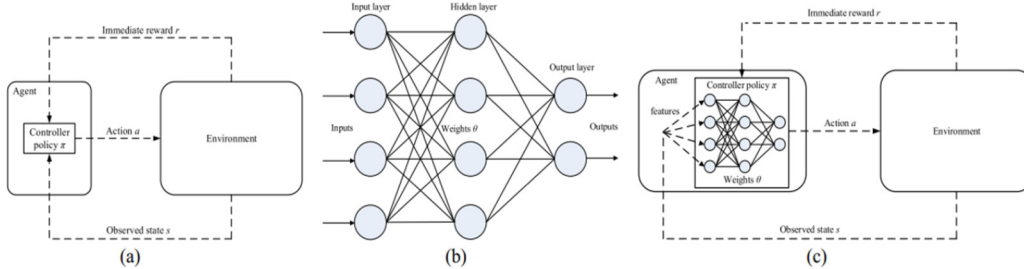 Immediate reward r
Agent
Controller
policy π
Action a
Environment
Observed state s
(a)
Input layer
Hidden layer
Output layer
Inputs
Weights θ
Outputs
(b)
Immediate reward r
Agent
Controller policy π
features
Weights θ
Action a
Environment
Observed state s
(c)